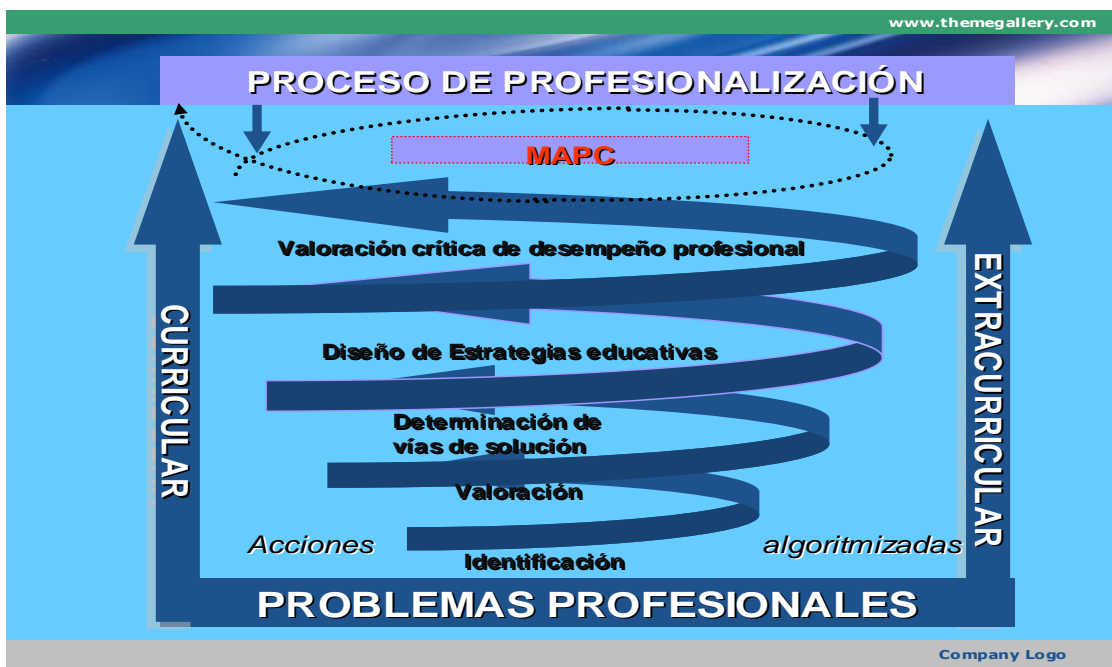 www.themegallery.com
PROCESO DE PROFESIONALIZACIÓN
MAPC
Valoración crítica de desempeño profesional
CURRICULAR
EXTRACURRICULAR
Diseño de Estrategias educativas
Determinación de
vías de solución
Valoración
Acciones
algoritmizadas
Identificación
PROBLEMAS PROFESIONALES
Company Logo